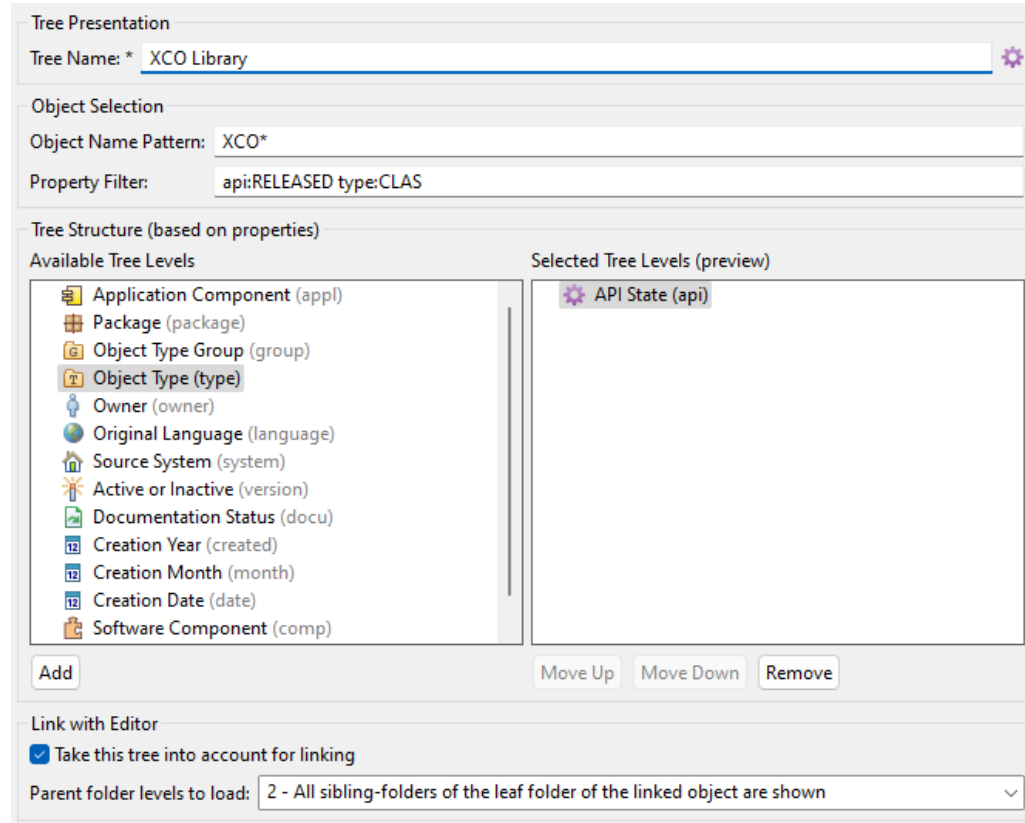 Tree Presentation
Tree Name: * XCO Library
Object Selection
Object Name Pattern: XCO*
Property Filter: api:RELEASED type:CLAS
Tree Structure (based on properties)
Available Tree Levels
Application Component (appl)
Package (package)
G Object Type Group (group)
T Object Type (type)
Owner (owner)
Original Language (language)
Source System (system)
Active or Inactive (version)
Documentation Status (docu)
12 Creation Year (created)
12 Creation Month (month)
12 Creation Date (date)
Software Component (comp)
Add
Selected Tree Levels (preview)
API State (api)
Move Up Move Down Remove
Link with Editor
Take this tree into account for linking
Parent folder levels to load: 2 - All sibling-folders of the leaf folder of the linked object are shown